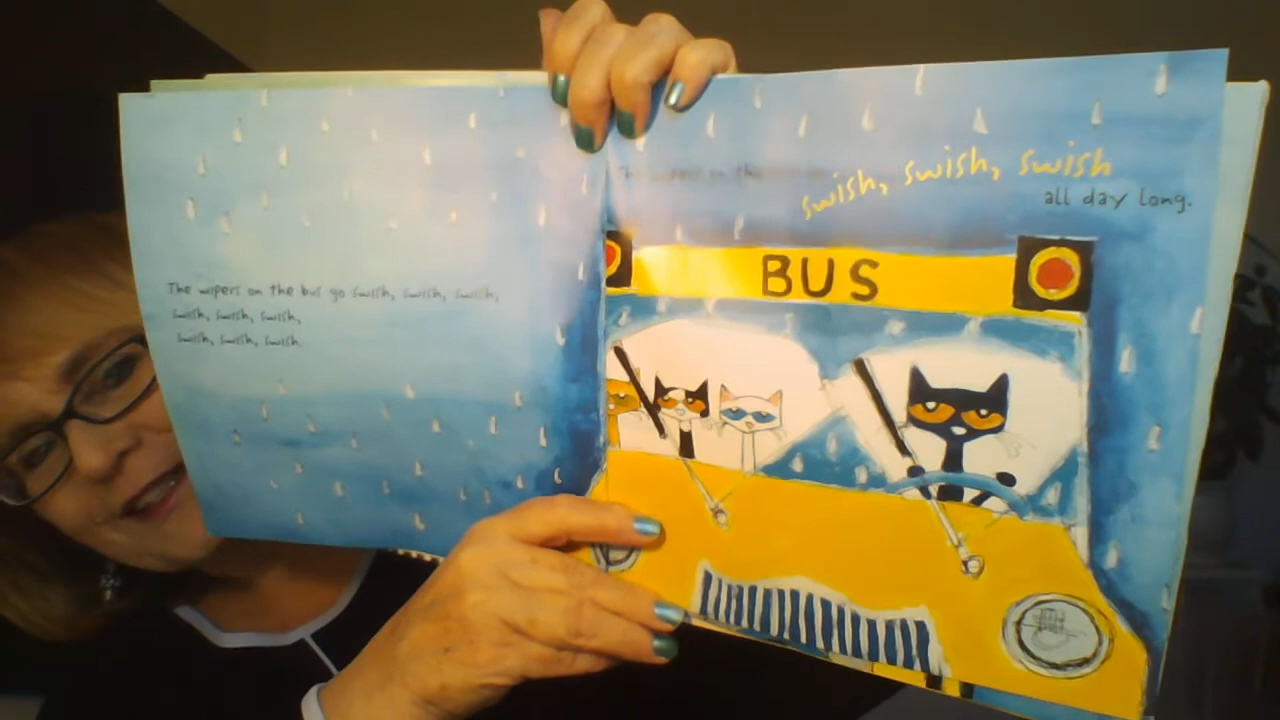 The wipers on the bus go swish, swish, swish,
swish, swish, swish,
swish, swish, swish.
swish, swish, swish
all day long.
BUS